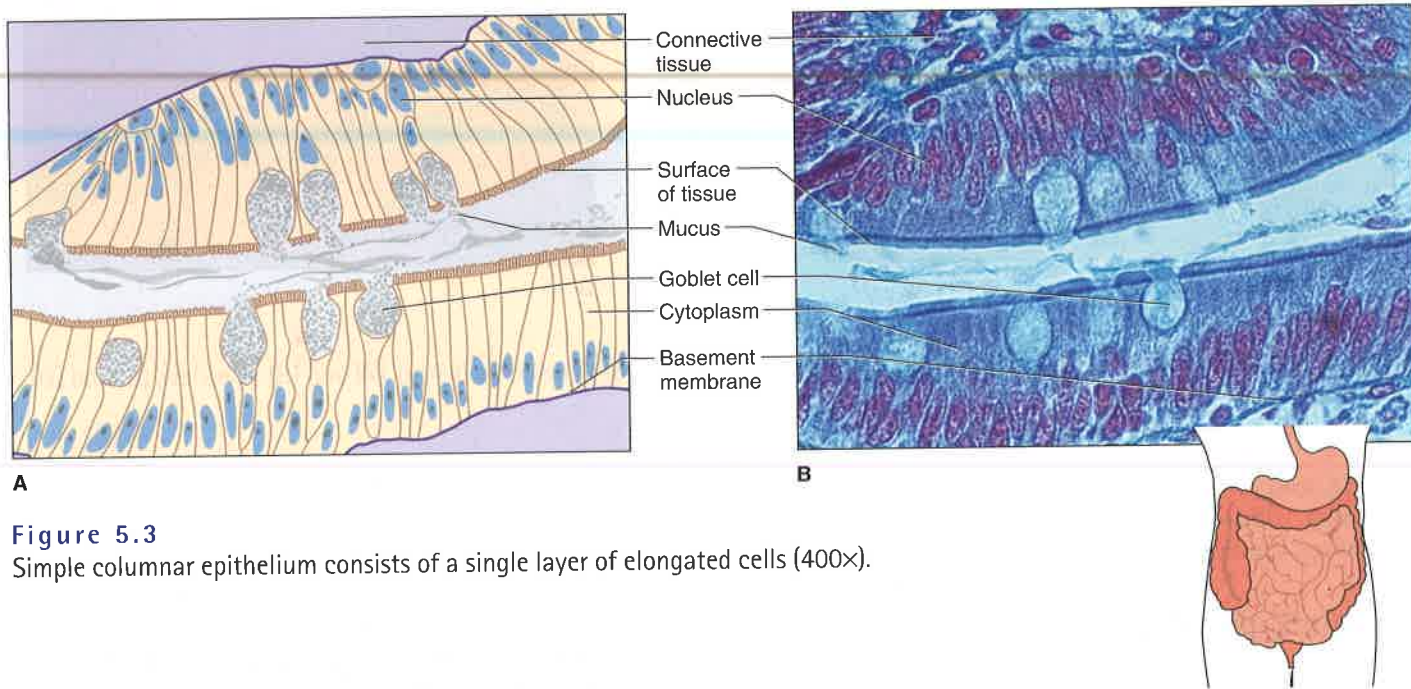 Connective
tissue
Nucleus
Surface
of tissue
Mucus
Goblet cell
Cytoplasm
Basement
membrane
A
B
Figure 5.3
Simple columnar epithelium consists of a single layer of elongated cells (400×).